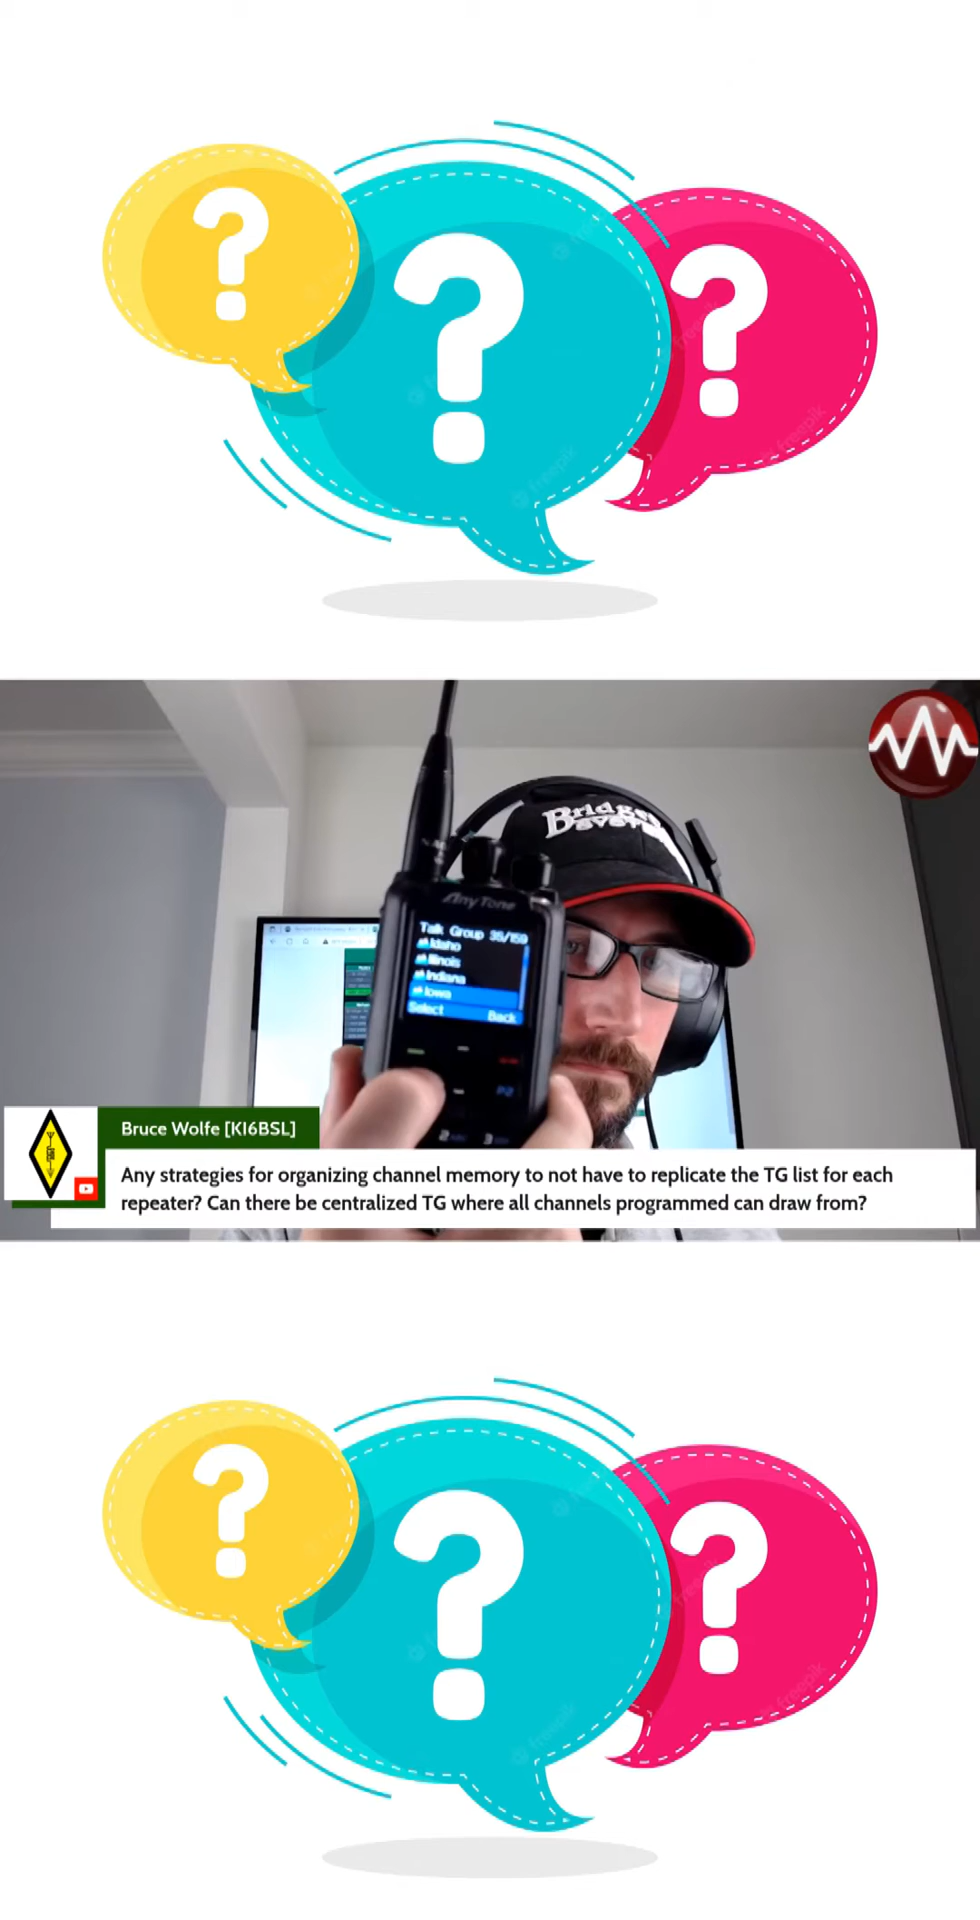 ?
?
?
Bridgecom
SYSTEMS
AnyTone
Talk Group 35/159
Idaho
Illinois
Indiana
Iowa
Select Back
Bruce Wolfe [KI6BSL]
Any strategies for organizing channel memory to not have to replicate the TG list for each
repeater? Can there be centralized TG where all channels programmed can draw from?
?
?
?